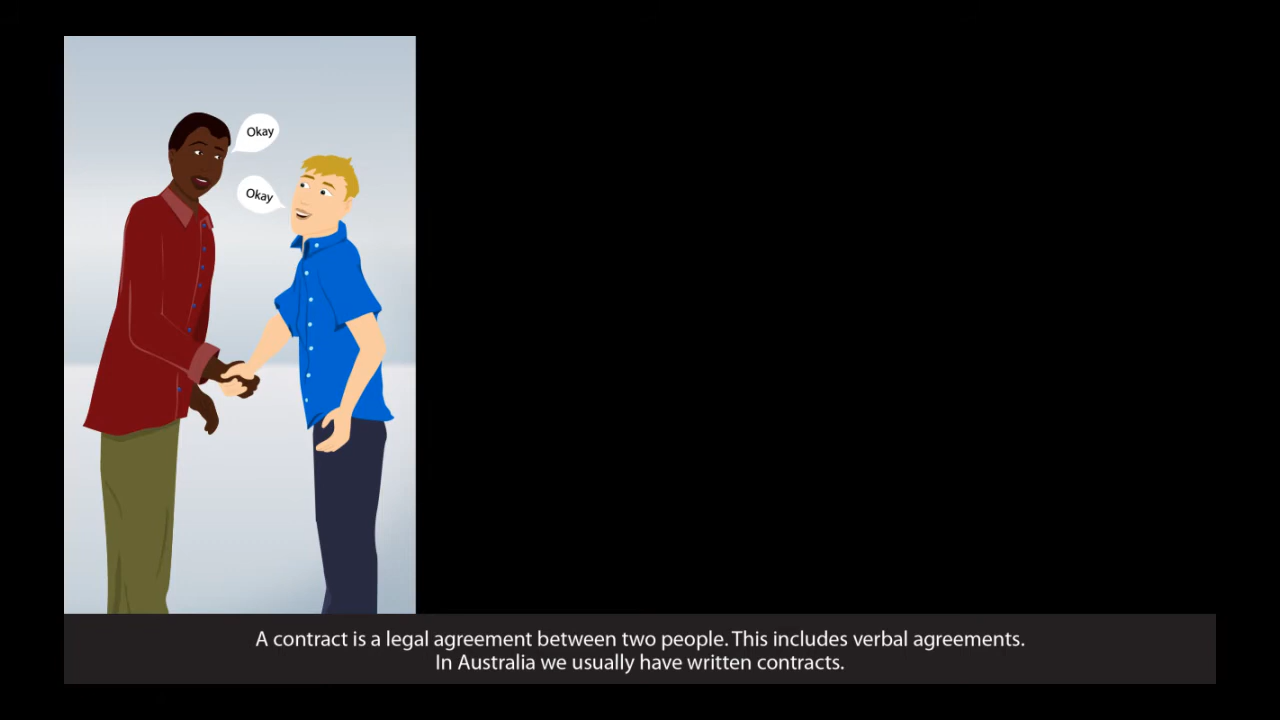 Okay
Okay
A contract is a legal agreement between two people. This includes verbal agreements.
In Australia we usually have written contracts.